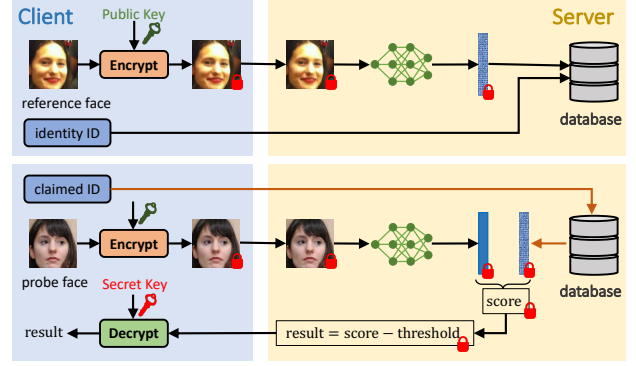 Client
Server
Public Key
Encrypt
reference face
identity ID
database
claimed ID
Encrypt
probe face
Secret Key
score
database
result
Decrypt
result = score − threshold